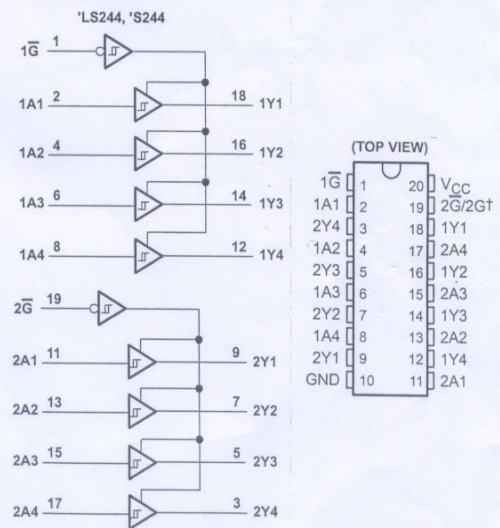 'LS244, 'S244
1G̅ 1
1A1 2 18 1Y1
1A2 4 16 1Y2
1A3 6 14 1Y3
1A4 8 12 1Y4
2G̅ 19
2A1 11 9 2Y1
2A2 13 7 2Y2
2A3 15 5 2Y3
2A4 17 3 2Y4
(TOP VIEW)
1G̅ 1 20 VCC
1A1 2 19 2G̅/2G†
2Y4 3 18 1Y1
1A2 4 17 2A4
2Y3 5 16 1Y2
1A3 6 15 2A3
2Y2 7 14 1Y3
1A4 8 13 2A2
2Y1 9 12 1Y4
GND 10 11 2A1